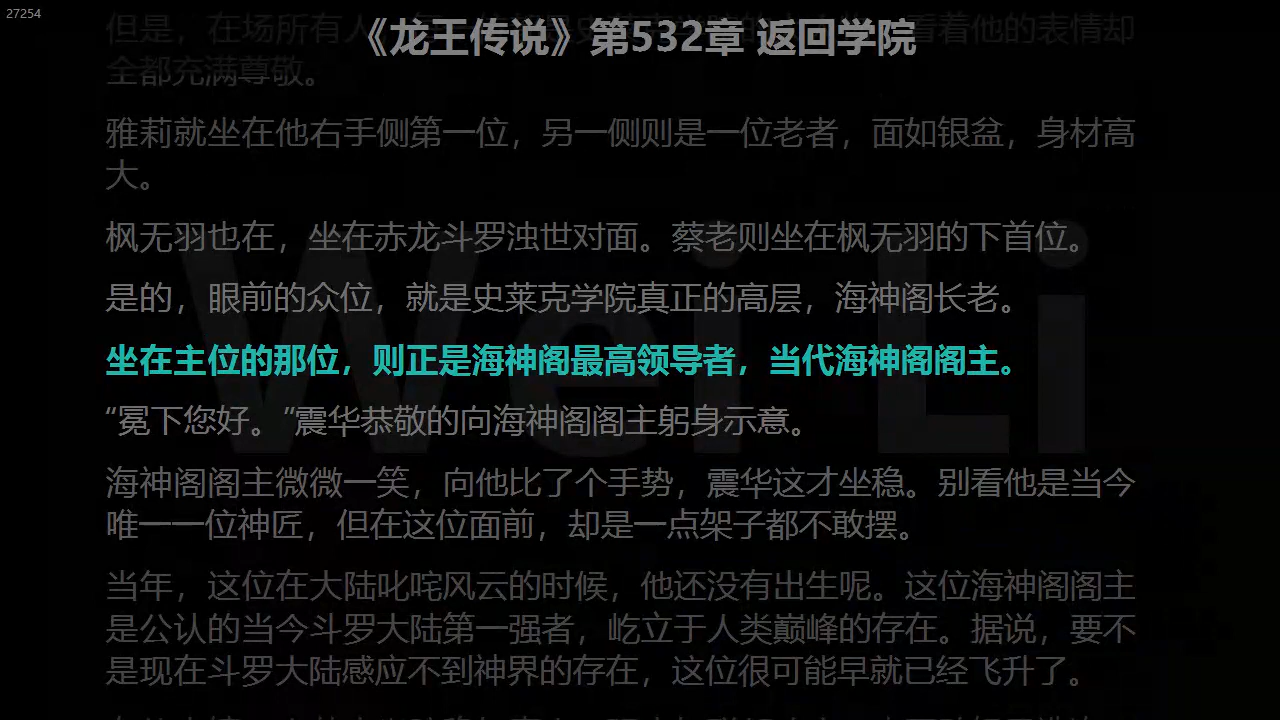 27254
《龙王传说》第532章 返回学院
但是，在场所有人
看着他的表情却
全都充满尊敬。
雅莉就坐在他右手侧第一位，另一侧则是一位老者，面如银盆，身材高
大。
枫无羽也在，坐在赤龙斗罗浊世对面。蔡老则坐在枫无羽的下首位。
是的，眼前的众位，就是史莱克学院真正的高层，海神阁长老。
坐在主位的那位，则正是海神阁最高领导者，当代海神阁阁主。
“冕下您好。”震华恭敬的向海神阁阁主躬身示意。
海神阁阁主微微一笑，向他比了个手势，震华这才坐稳。别看他是当今
唯一一位神匠，但在这位面前，却是一点架子都不敢摆。
当年，这位在大陆叱咤风云的时候，他还没有出生呢。这位海神阁阁主
是公认的当今斗罗大陆第一强者，屹立于人类巅峰的存在。据说，要不
是现在斗罗大陆感应不到神界的存在，这位很可能早就已经飞升了。
Wei Li